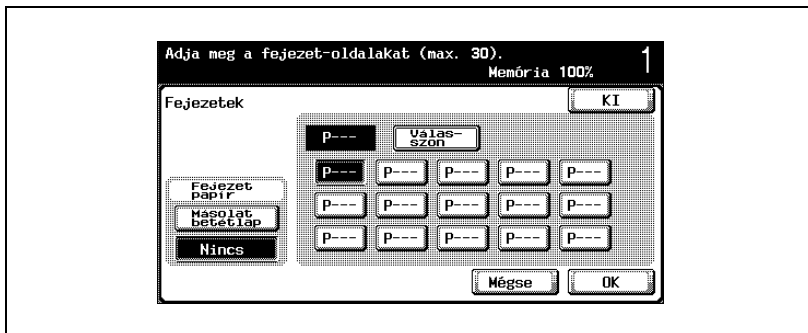 Adja meg a fejezet-oldalakat (max. 30). 1
Memória 100%
Fejezetek KI
P--- Válas-
szon
P--- P--- P--- P--- P---
Fejezet
papír
Másolat
betétlap
P--- P--- P--- P--- P---
Nincs
P--- P--- P--- P--- P---
Mégse OK